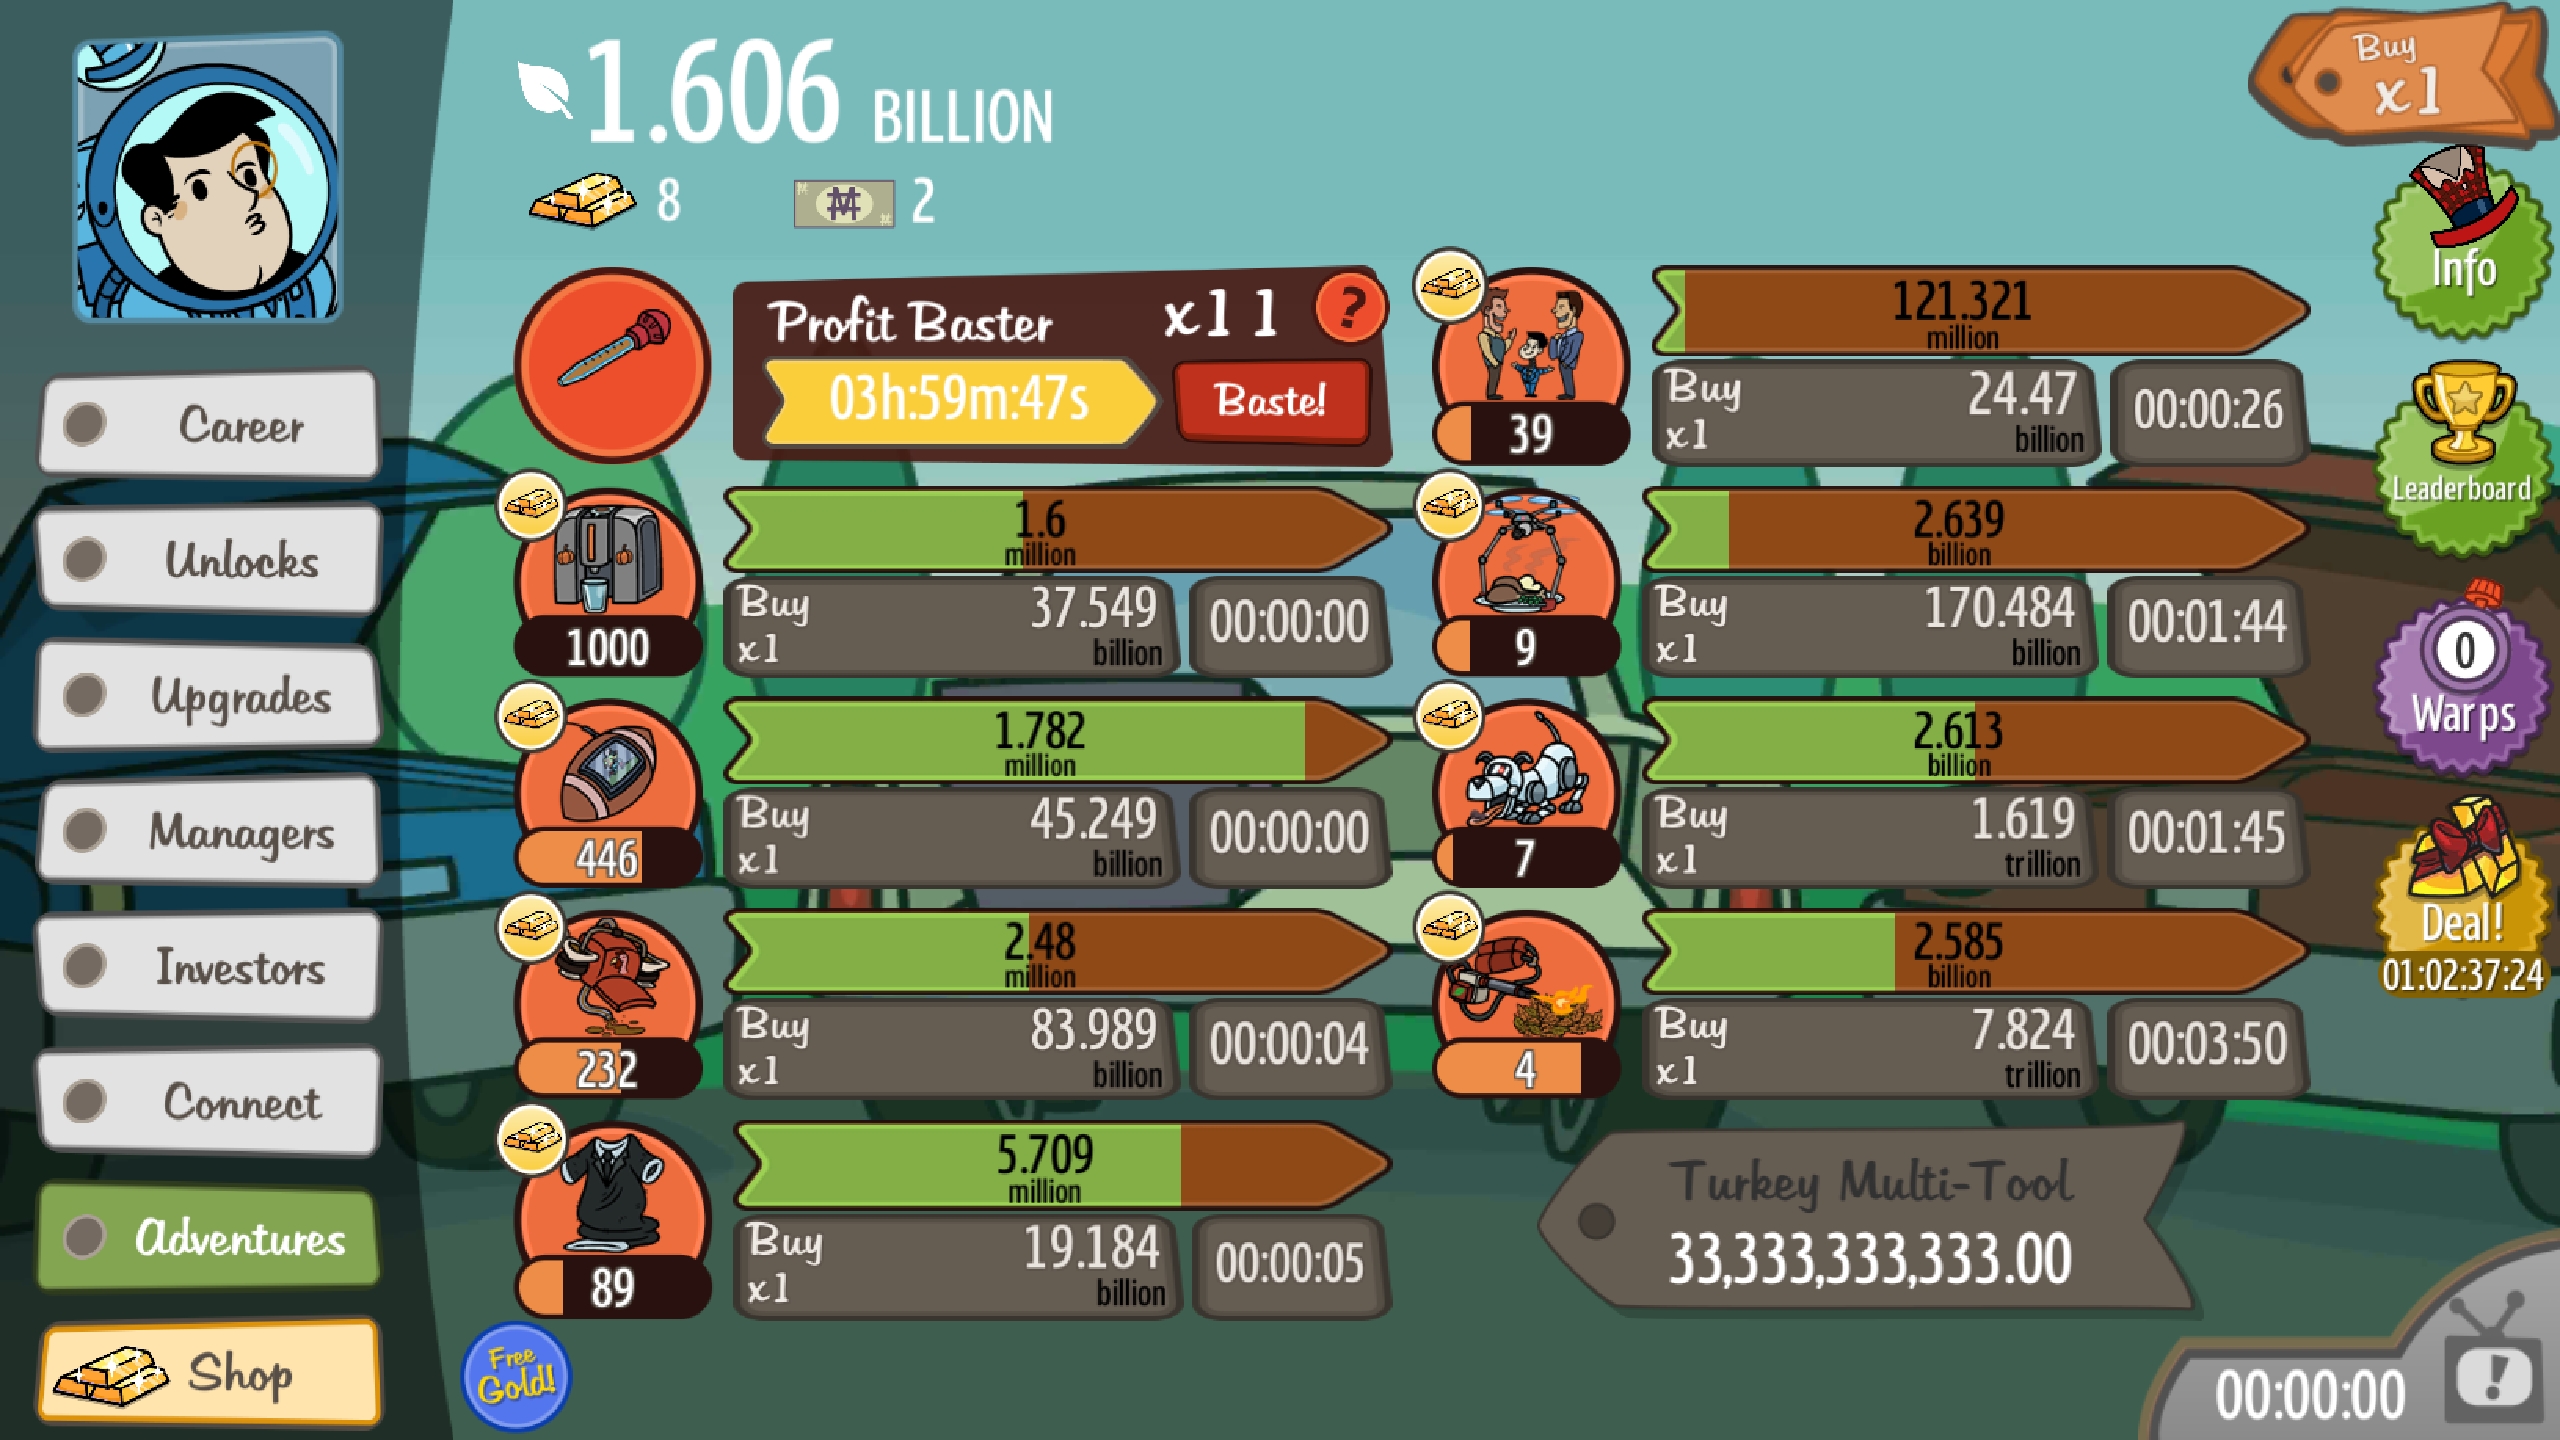 1.606 BILLION
8
2
Buy
x1
Info
Leaderboard
0
Warps
Deal!
01:02:37:24
Career
Unlocks
Upgrades
Managers
Investors
Connect
Adventures
Shop
Profit Baster x11 ?
03h:59m:47s Baste!
1.6
million
1000
Buy
x1
37.549
billion
00:00:00
1.782
million
446
Buy
x1
45.249
billion
00:00:00
2.48
million
232
Buy
x1
83.989
billion
00:00:04
5.709
million
89
Buy
x1
19.184
billion
00:00:05
Free
Gold!
121.321
million
39
Buy
x1
24.47
billion
00:00:26
2.639
billion
9
Buy
x1
170.484
billion
00:01:44
2.613
billion
7
Buy
x1
1.619
trillion
00:01:45
2.585
billion
4
Buy
x1
7.824
trillion
00:03:50
Turkey Multi-Tool
33,333,333,333.00
00:00:00
!